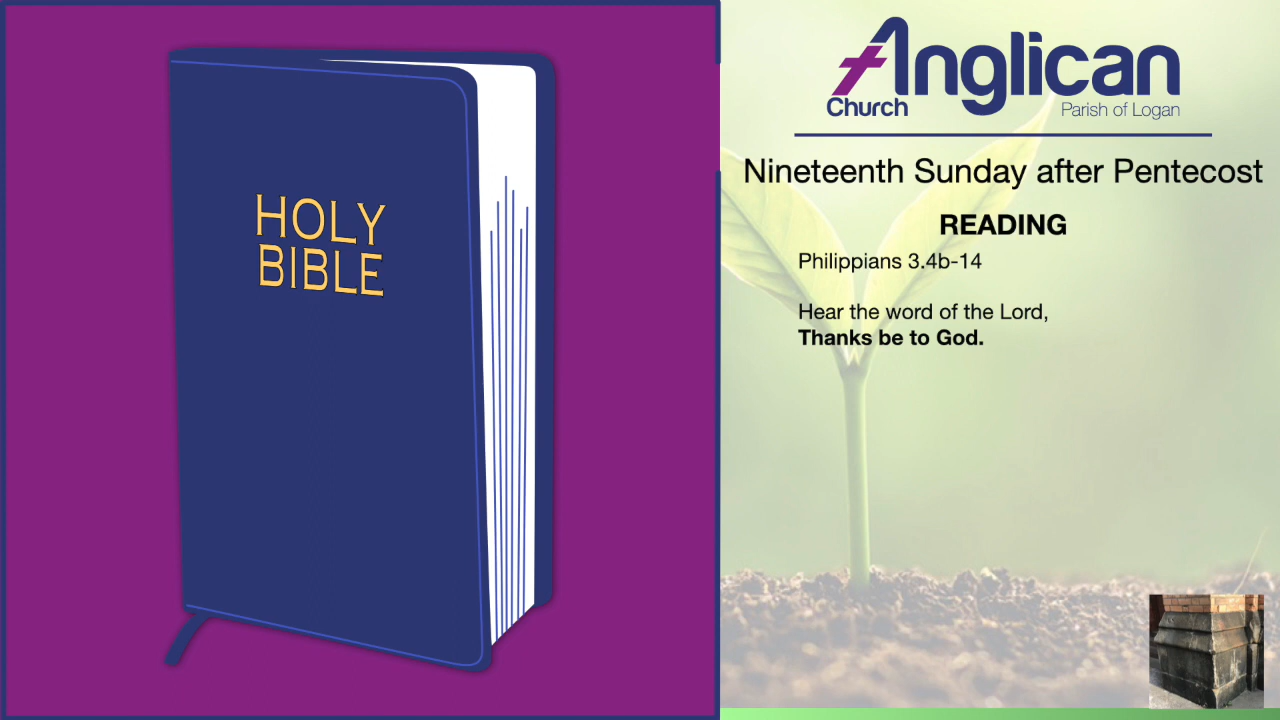 HOLY
BIBLE
Anglican
Church
Parish of Logan
Nineteenth Sunday after Pentecost
READING
Philippians 3.4b-14
Hear the word of the Lord,
Thanks be to God.